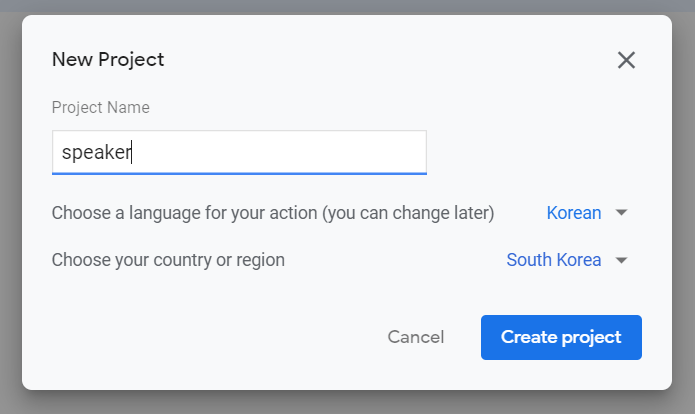 New Project
Project Name
speaker
Choose a language for your action (you can change later) Korean
Choose your country or region South Korea
Cancel Create project